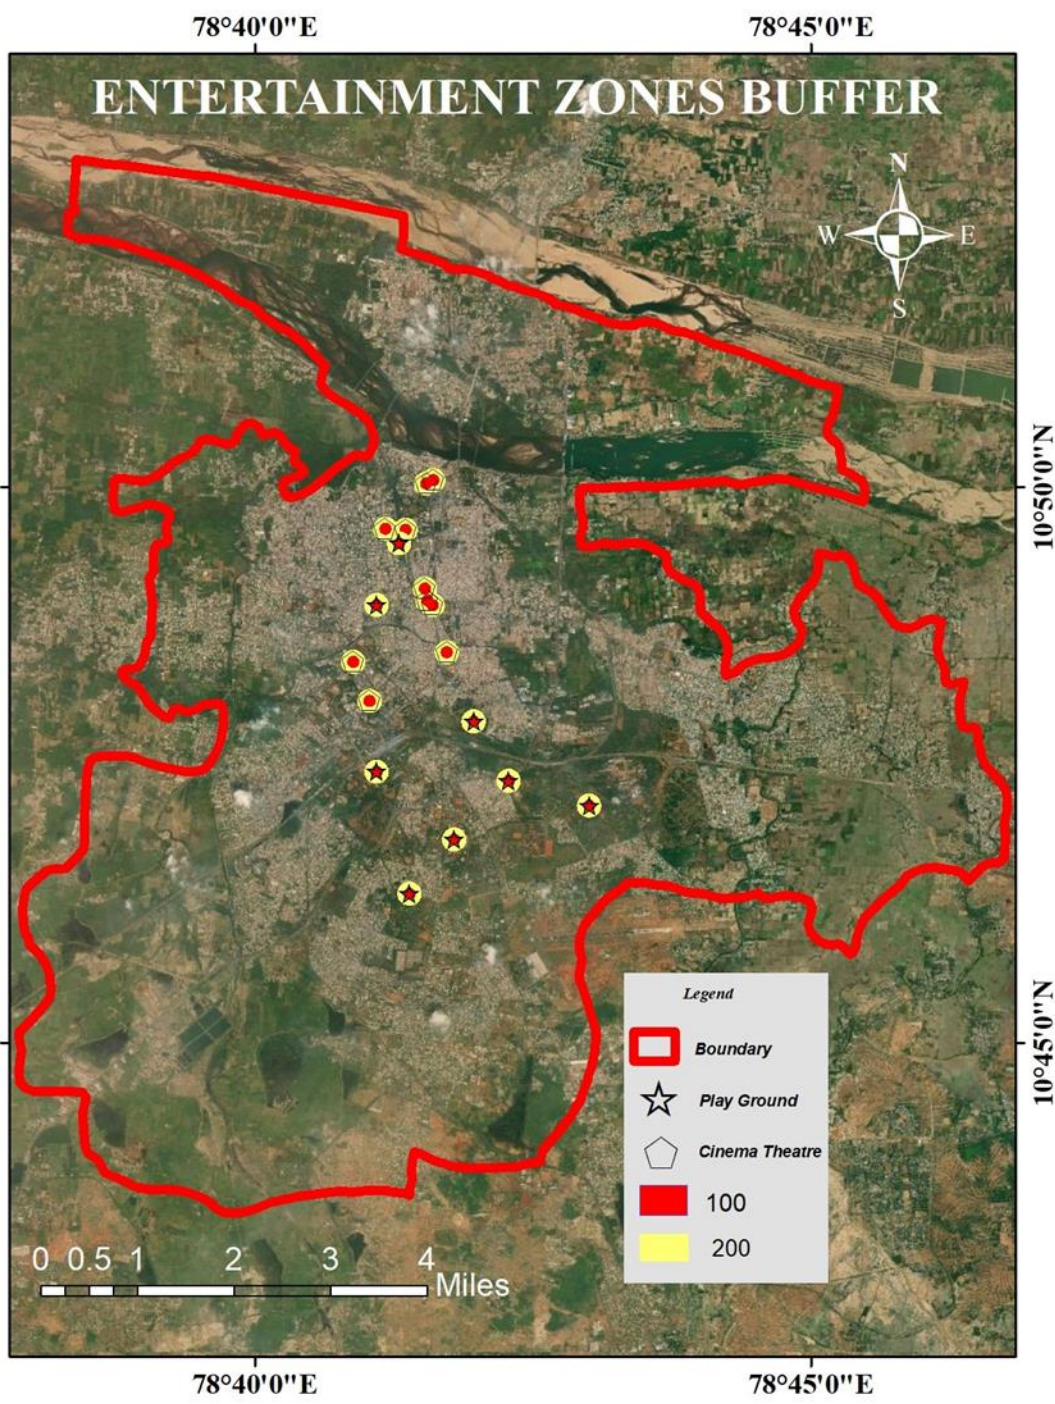 78°40'0"E
78°45'0"E
ENTERTAINMENT ZONES BUFFER
N
W
E
S
10°50'0"N
Legend
Boundary
10°45'0"N
Play Ground
Cinema Theatre
100
200
0 0.5 1 2 3 4
Miles
78°40'0"E
78°45'0"E